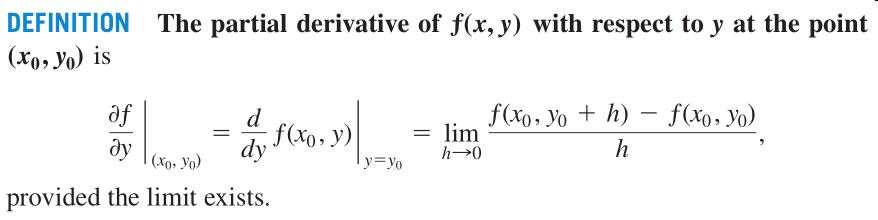 DEFINITION The partial derivative of f(x, y) with respect to y at the point
(x₀, y₀) is
∂f/∂y |(x₀, y₀) = d/dy f(x₀, y)|y=y₀ = lim h→0 f(x₀, y₀ + h) − f(x₀, y₀)/h,
provided the limit exists.